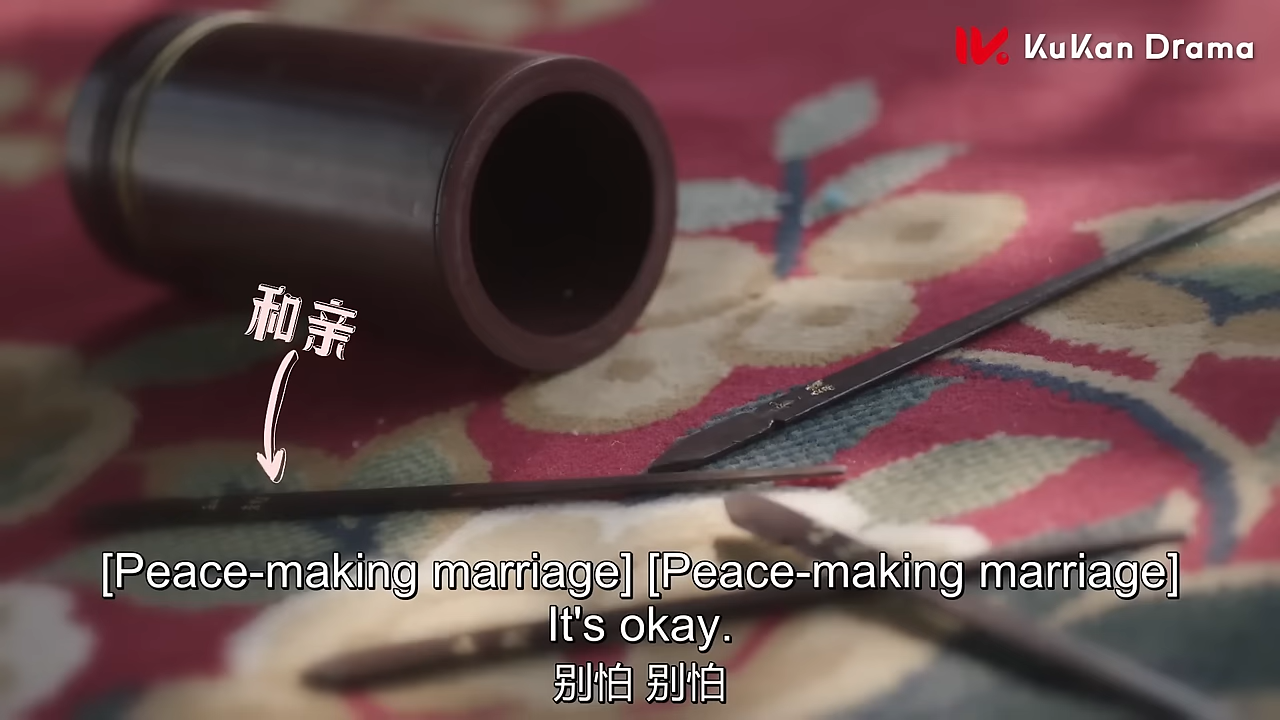 KuKan Drama
和亲
[Peace-making marriage] [Peace-making marriage]
It's okay.
别怕 别怕